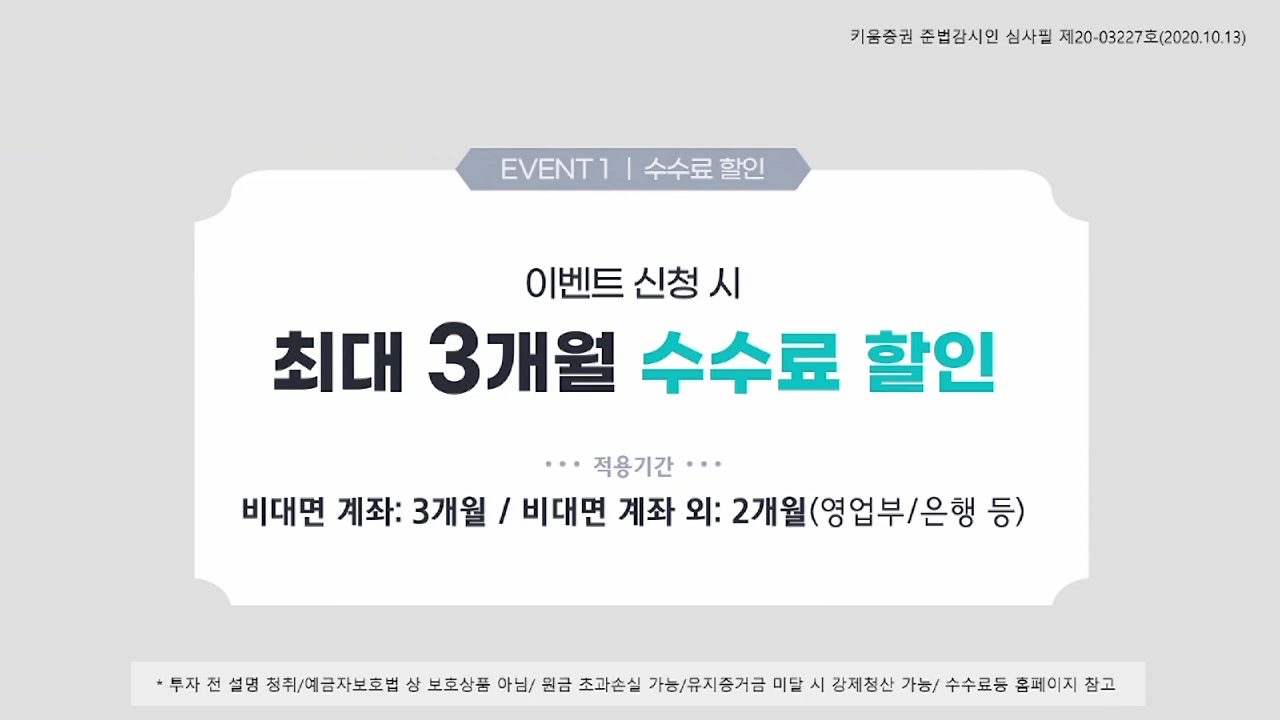 키움증권 준법감시인 심사필 제20-03227호(2020.10.13)
EVENT 1 | 수수료 할인
이벤트 신청 시
최대 3개월 수수료 할인
••• 적용기간 •••
비대면 계좌: 3개월 / 비대면 계좌 외: 2개월(영업부/은행 등)
* 투자 전 설명 청취/예금자보호법 상 보호상품 아님/ 원금 초과손실 가능/유지증거금 미달 시 강제청산 가능/ 수수료등 홈페이지 참고